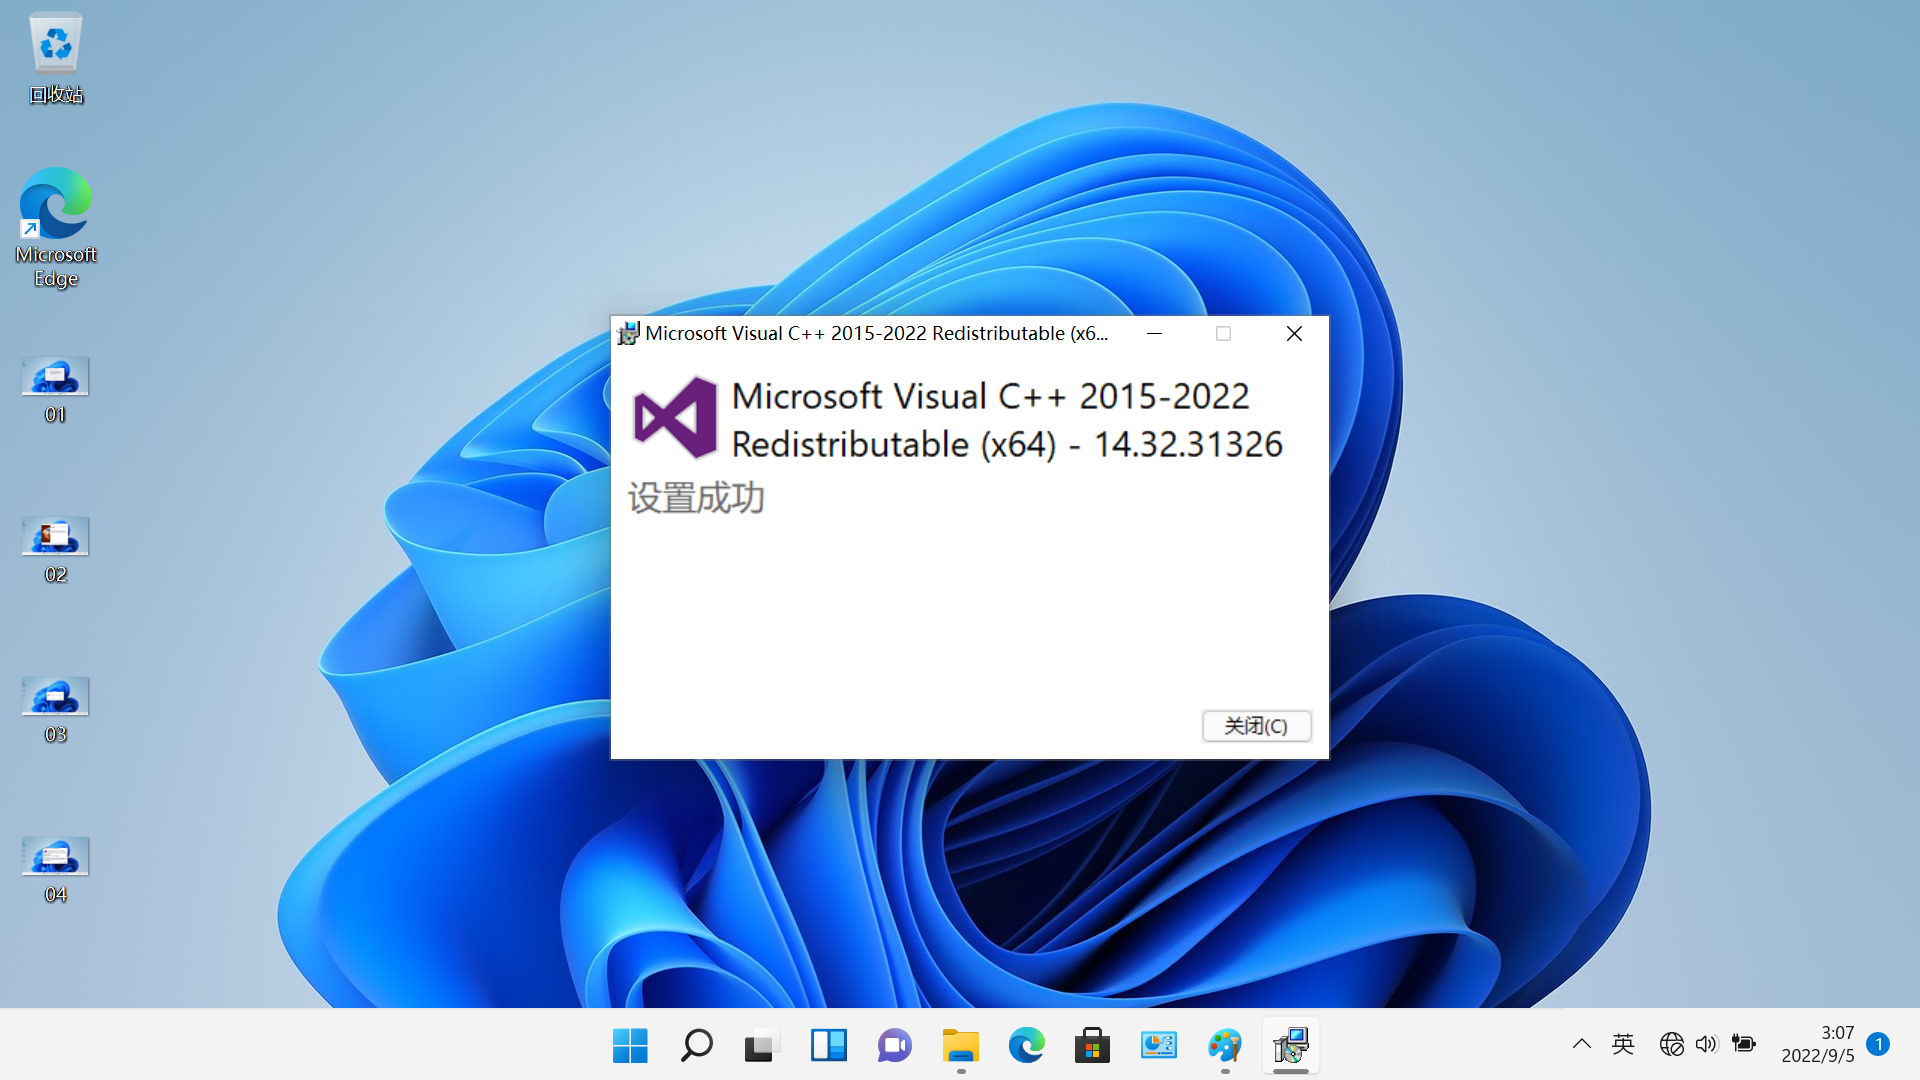 回收站
Microsoft
Edge
01
02
03
04
Microsoft Visual C++ 2015-2022 Redistributable (x6...
Microsoft Visual C++ 2015-2022
Redistributable (x64) - 14.32.31326
设置成功
关闭(C)
英
3:07
2022/9/5
1